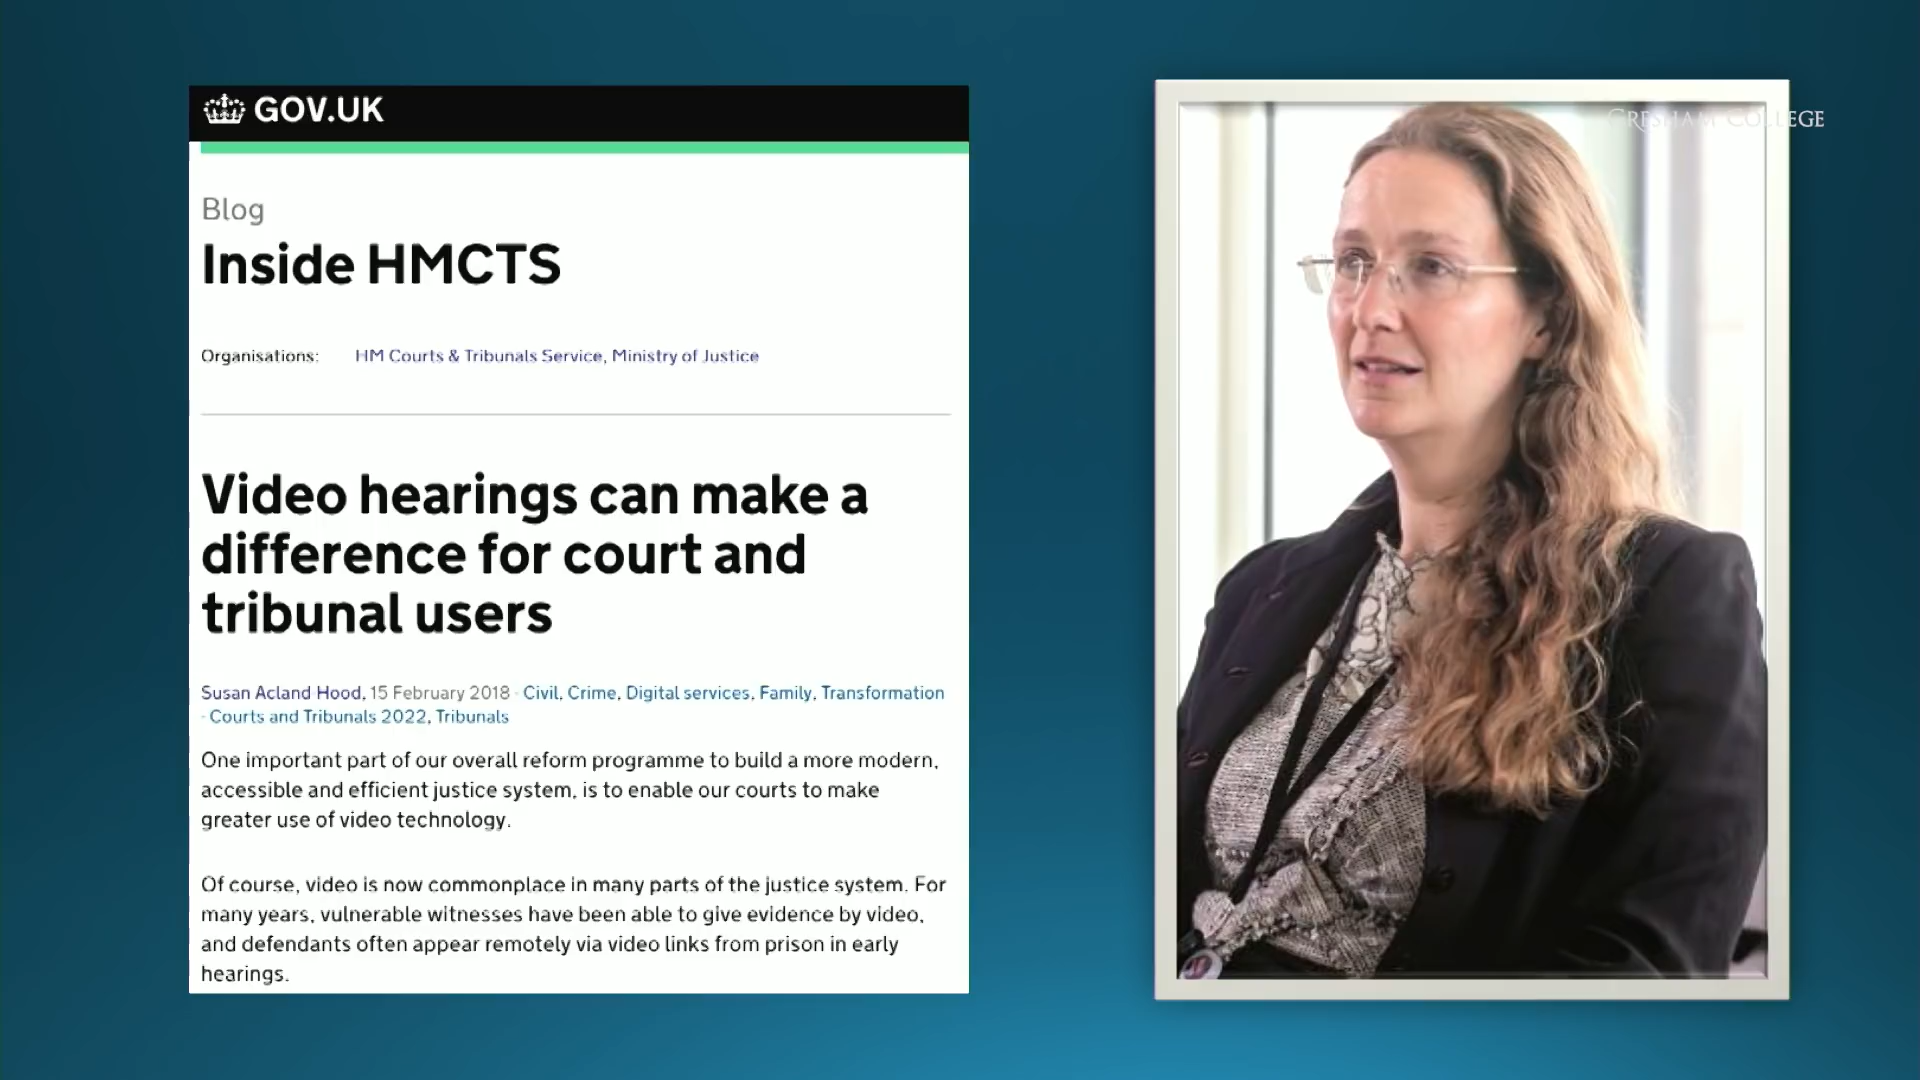 GOV.UK
Blog
Inside HMCTS
Organisations: HM Courts & Tribunals Service, Ministry of Justice
Video hearings can make a
difference for court and
tribunal users
Susan Acland Hood, 15 February 2018 - Civil, Crime, Digital services, Family, Transformation
- Courts and Tribunals 2022, Tribunals
One important part of our overall reform programme to build a more modern,
accessible and efficient justice system, is to enable our courts to make
greater use of video technology.
Of course, video is now commonplace in many parts of the justice system. For
many years, vulnerable witnesses have been able to give evidence by video,
and defendants often appear remotely via video links from prison in early
hearings.
GRESHAM COLLEGE